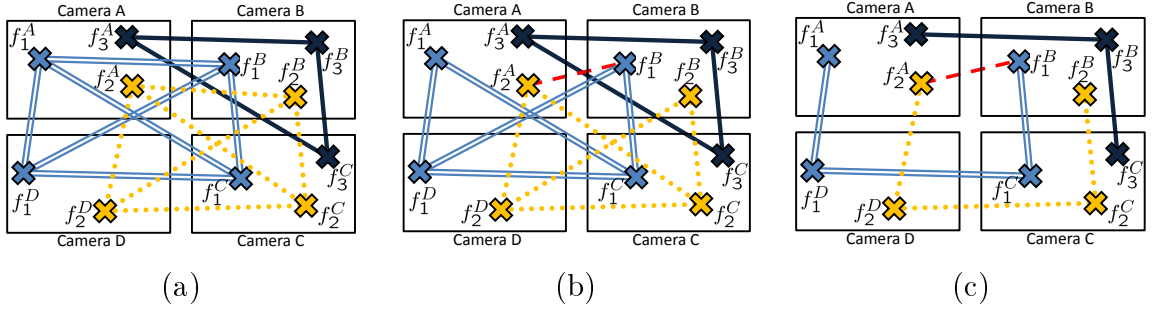 Camera A Camera B
f_1^A f_3^A f_2^A f_1^B f_2^B f_3^B
f_1^D f_2^D f_1^C f_2^C f_3^C
Camera D Camera C
(a)
Camera A Camera B
f_1^A f_3^A f_2^A f_1^B f_2^B f_3^B
f_1^D f_2^D f_1^C f_2^C f_3^C
Camera D Camera C
(b)
Camera A Camera B
f_1^A f_3^A f_2^A f_1^B f_2^B f_3^B
f_1^D f_2^D f_1^C f_2^C f_3^C
Camera D Camera C
(c)